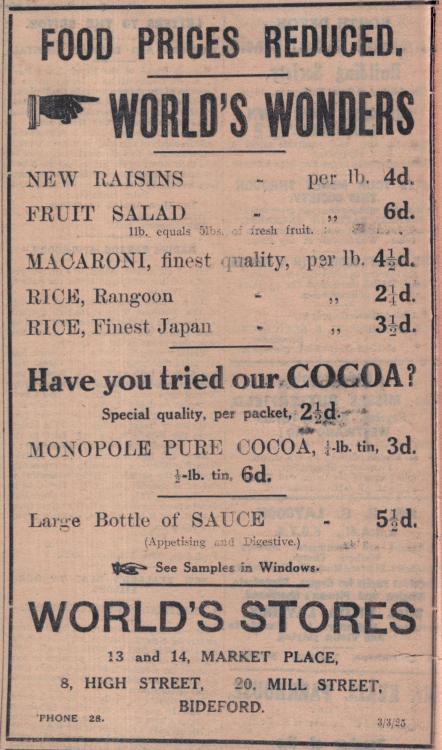 FOOD PRICES REDUCED.
WORLD'S WONDERS
NEW RAISINS - per lb. 4d.
FRUIT SALAD - ,, 6d.
1lb. equals 5lbs. of fresh fruit.
MACARONI, finest quality, per lb. 4½d.
RICE, Rangoon - ,, 2¼d.
RICE, Finest Japan - ,, 3½d.
Have you tried our COCOA?
Special quality, per packet, 2½d.
MONOPOLE PURE COCOA, ¼-lb. tin, 3d.
½-lb. tin, 6d.
Large Bottle of SAUCE - 5½d.
(Appetising and Digestive.)
See Samples in Windows.
WORLD'S STORES
13 and 14, MARKET PLACE,
8, HIGH STREET, 20, MILL STREET,
BIDEFORD.
'PHONE 28. 3/3/25